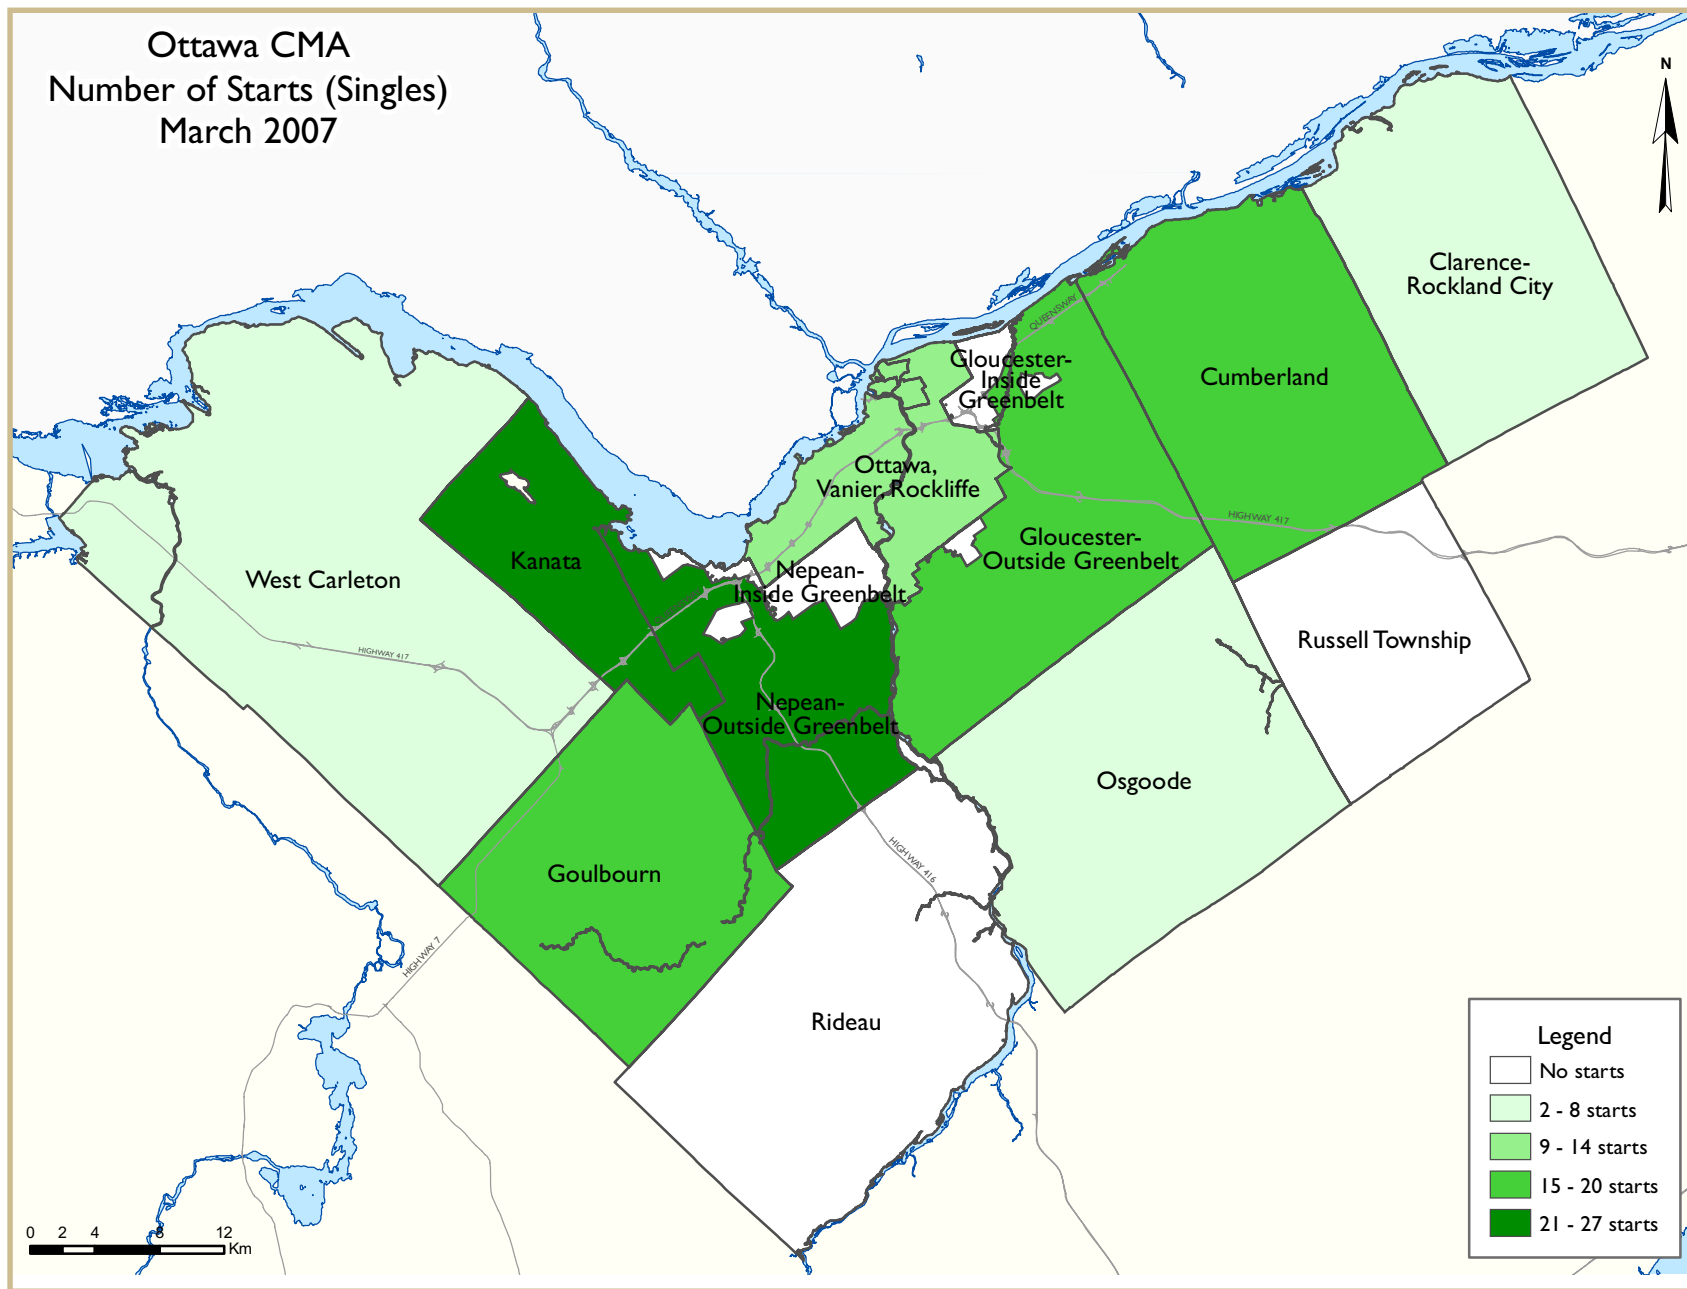 Ottawa CMA
Number of Starts (Singles)
March 2007
N
Clarence-
Rockland City
QUEENSWAY
Gloucester-
Inside
Greenbelt
Cumberland
Ottawa,
Vanier, Rockliffe
HIGHWAY 417
Gloucester-
Outside Greenbelt
Kanata
West Carleton
Nepean-
Inside Greenbelt
Russell Township
HIGHWAY 417
Nepean-
Outside Greenbelt
Osgoode
Goulbourn
HIGHWAY 416
HIGHWAY 7
Rideau
Legend
No starts
2 - 8 starts
9 - 14 starts
15 - 20 starts
21 - 27 starts
0 2 4 8 12
Km